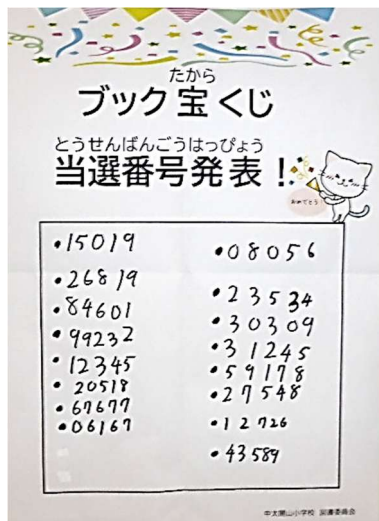 たから
ブック宝くじ
とうせんばんごうはっぴょう
当選番号発表！
おめでとう
•15019
•26819
•84601
•99232
•12345
•20518
•67677
•06167
•08056
•23534
•30309
•31245
•59178
•27548
•12726
•43589
中太閤山小学校 図書委員会